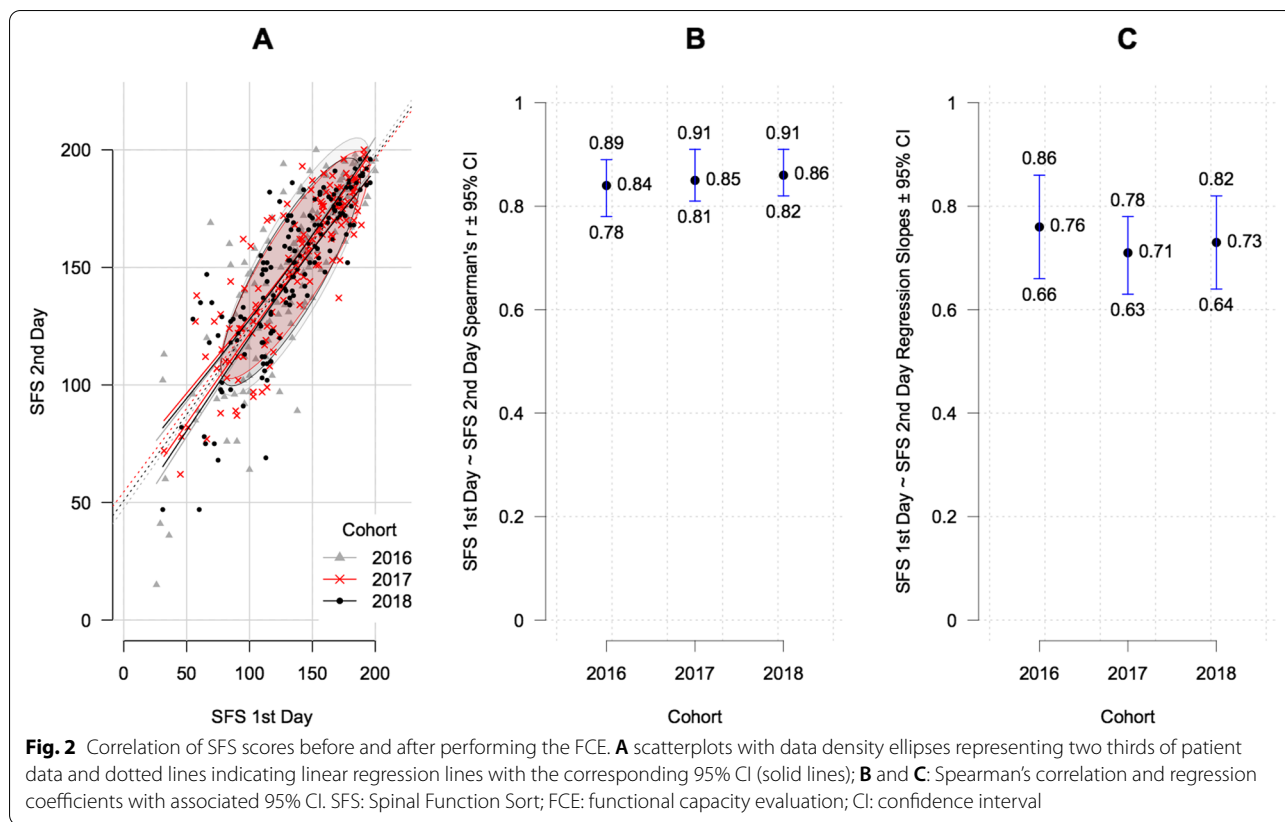 A
B
C
SFS 2nd Day
200
150
100
50
0
Cohort
2016
2017
2018
0 50 100 150 200
SFS 1st Day
SFS 1st Day ~ SFS 2nd Day Spearman's r ± 95% CI
1
0.8
0.6
0.4
0.2
0
0.89
0.84
0.78
0.91
0.85
0.81
0.91
0.86
0.82
2016 2017 2018
Cohort
SFS 1st Day ~ SFS 2nd Day Regression Slopes ± 95% CI
1
0.8
0.6
0.4
0.2
0
0.86
0.76
0.66
0.78
0.71
0.63
0.82
0.73
0.64
2016 2017 2018
Cohort
Fig. 2 Correlation of SFS scores before and after performing the FCE. A scatterplots with data density ellipses representing two thirds of patient
data and dotted lines indicating linear regression lines with the corresponding 95% CI (solid lines); B and C: Spearman's correlation and regression
coefficients with associated 95% CI. SFS: Spinal Function Sort; FCE: functional capacity evaluation; CI: confidence interval